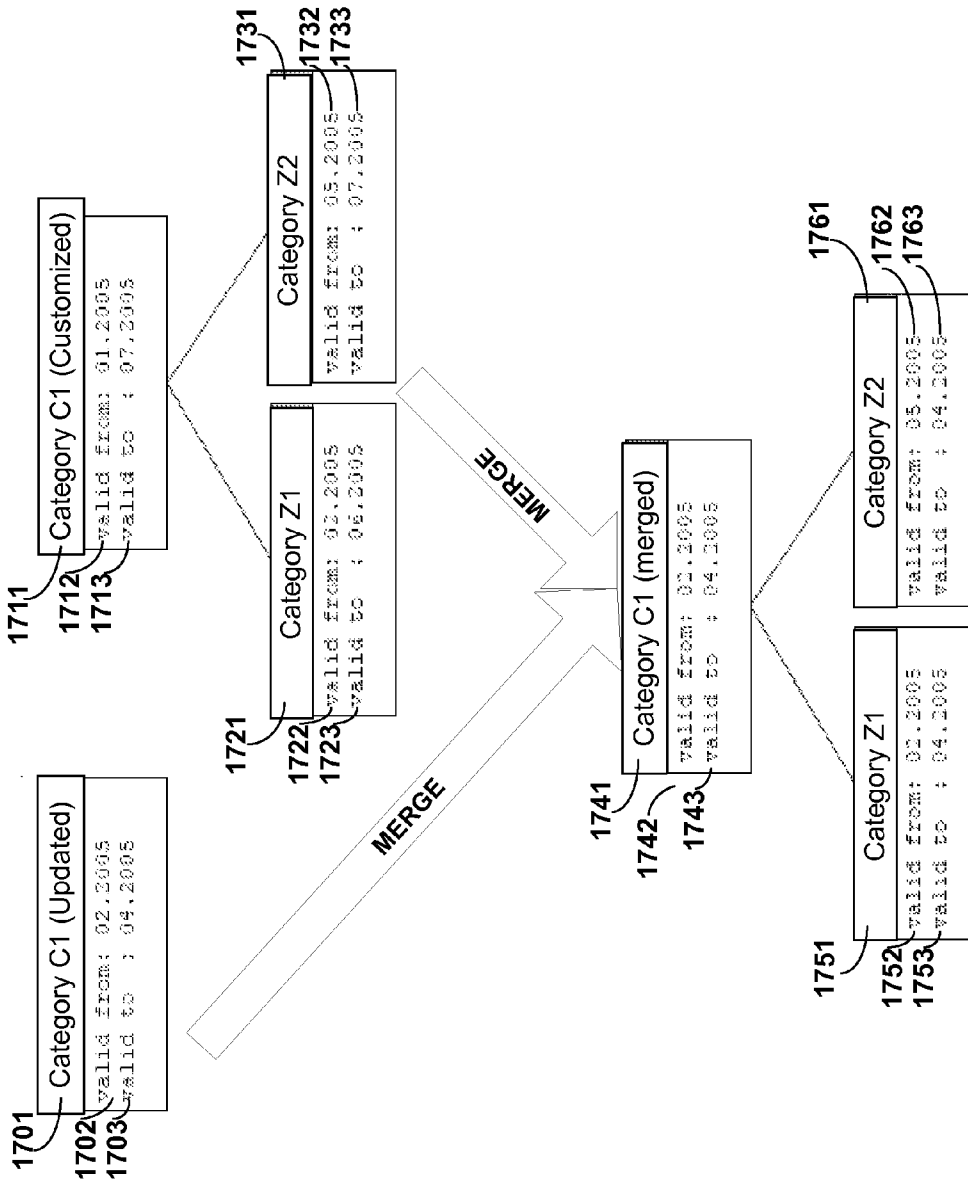 1701
Category C1 (Updated)
1702
valid from: 02.2005
1703
valid to : 04.2005
1711
Category C1 (Customized)
1712
valid from: 01.2005
1713
valid to : 07.2005
1721
Category Z1
1722
valid from: 03.2005
1723
valid to : 06.2005
1731
Category Z2
valid from: 05.2005
1732
valid to : 07.2005
1733
MERGE
MERGE
1741
Category C1 (merged)
1742
valid from: 02.2005
1743
valid to : 04.2005
1751
Category Z1
1752
valid from: 02.2005
1753
valid to : 04.2005
1761
Category Z2
valid from: 05.2005
1762
valid to : 04.2005
1763